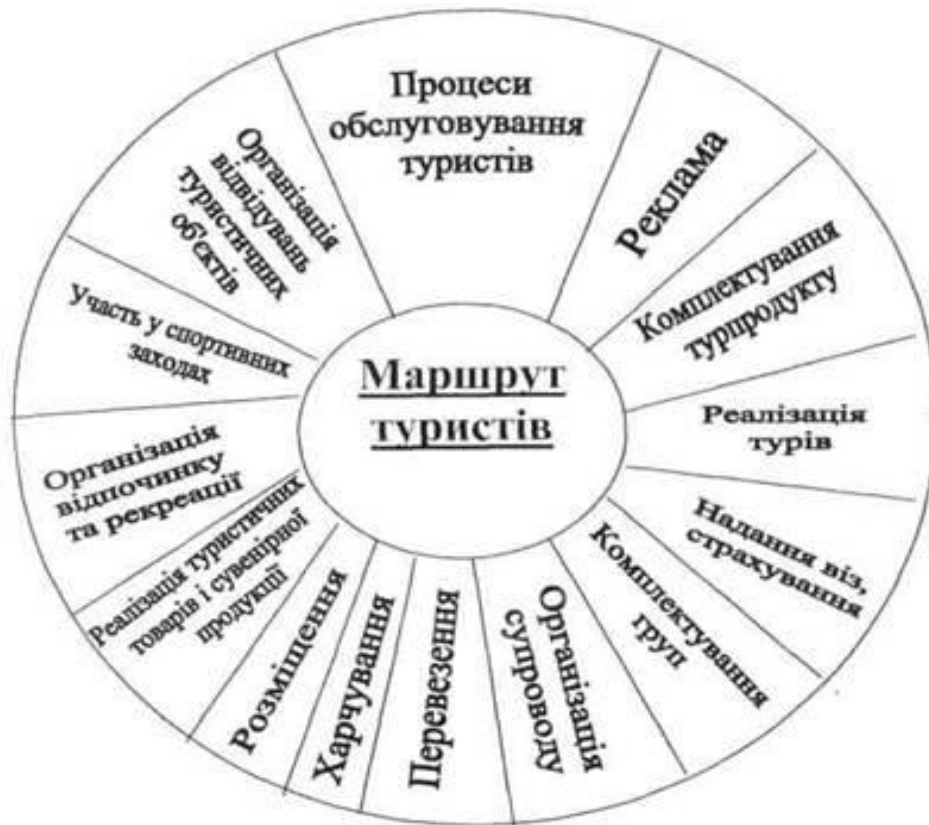 Процеси
обслуговування
туристів
Реклама
Комплектування
турпродукту
Реалізація
турів
Надання віз,
страхування
Комплектування
груп
Організація
супроводу
Перевезення
Харчування
Розміщення
Реалізація туристичних
товарів і сувенірної
продукції
Організація
відпочинку
та рекреації
Участь у спортивних
заходах
Організація
відвідувань
туристичних
об'єктів
Маршрут
туристів